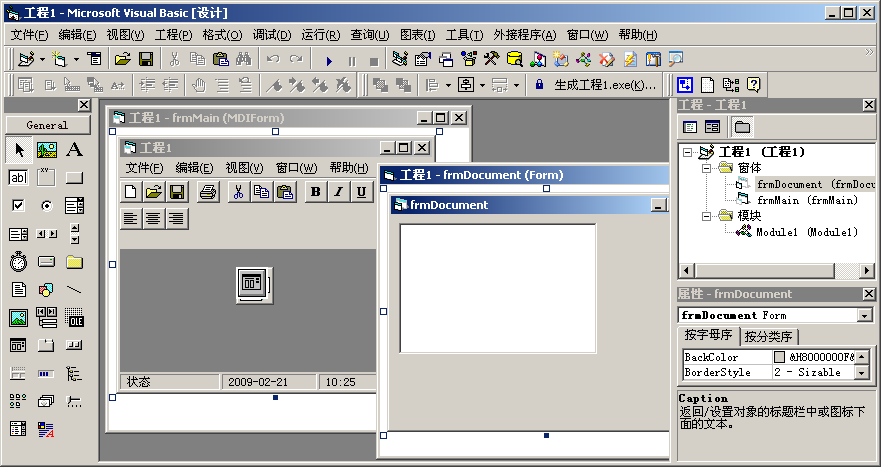 工程1 - Microsoft Visual Basic [设计]
文件(F) 编辑(E) 视图(V) 工程(P) 格式(O) 调试(D) 运行(R) 查询(U) 图表(I) 工具(T) 外接程序(A) 窗口(W) 帮助(H)
生成工程1.exe(K)...
General
工程1 - frmMain (MDIForm)
工程1
文件(F) 编辑(E) 视图(V) 窗口(W) 帮助(H)
B I U
状态 2009-02-21 10:25
工程1 - frmDocument (Form)
frmDocument
工程 - 工程1
工程1 (工程1)
窗体
frmDocument (frmDocu
frmMain (frmMain)
模块
Module1 (Module1)
属性 - frmDocument
frmDocument Form
按字母序 按分类序
BackColor &H8000000F&
BorderStyle 2 - Sizable
Caption
返回/设置对象的标题栏中或图标下
面的文本。
A
ab
XY
OLE